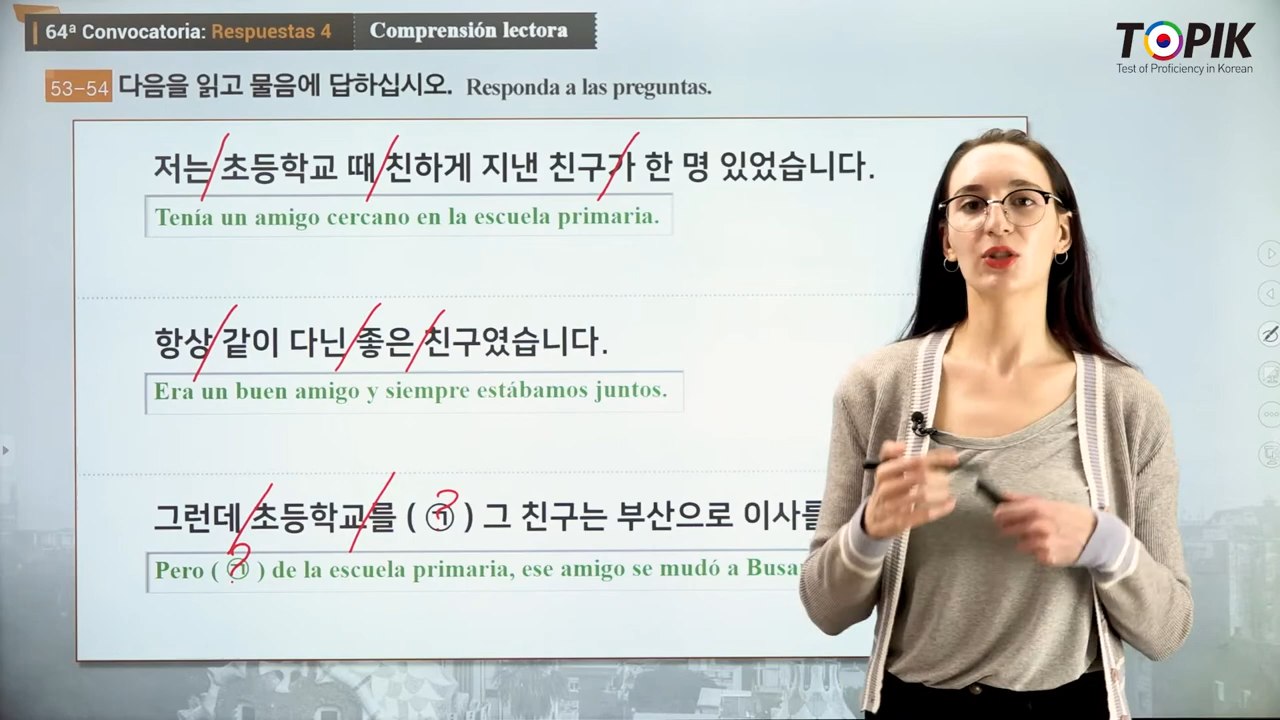 64ª Convocatoria: Respuestas 4 Comprensión lectora
TOPIK
Test of Proficiency in Korean
53-54 다음을 읽고 물음에 답하십시오. Responda a las preguntas.
저는 초등학교 때 친하게 지낸 친구가 한 명 있었습니다.
Tenía un amigo cercano en la escuela primaria.
항상 같이 다닌 좋은 친구였습니다.
Era un buen amigo y siempre estábamos juntos.
그런데 초등학교를 ( ㉠ ) 그 친구는 부산으로 이사를
Pero ( ㉠ ) de la escuela primaria, ese amigo se mudó a Busan